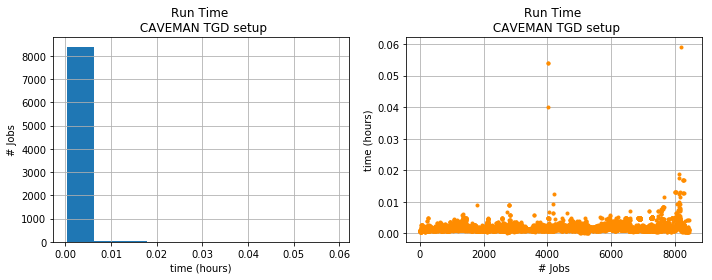 Run Time
CAVEMAN TGD setup
# Jobs
8000
7000
6000
5000
4000
3000
2000
1000
0
0.00 0.01 0.02 0.03 0.04 0.05 0.06
time (hours)
Run Time
CAVEMAN TGD setup
time (hours)
0.06
0.05
0.04
0.03
0.02
0.01
0.00
0 2000 4000 6000 8000
# Jobs